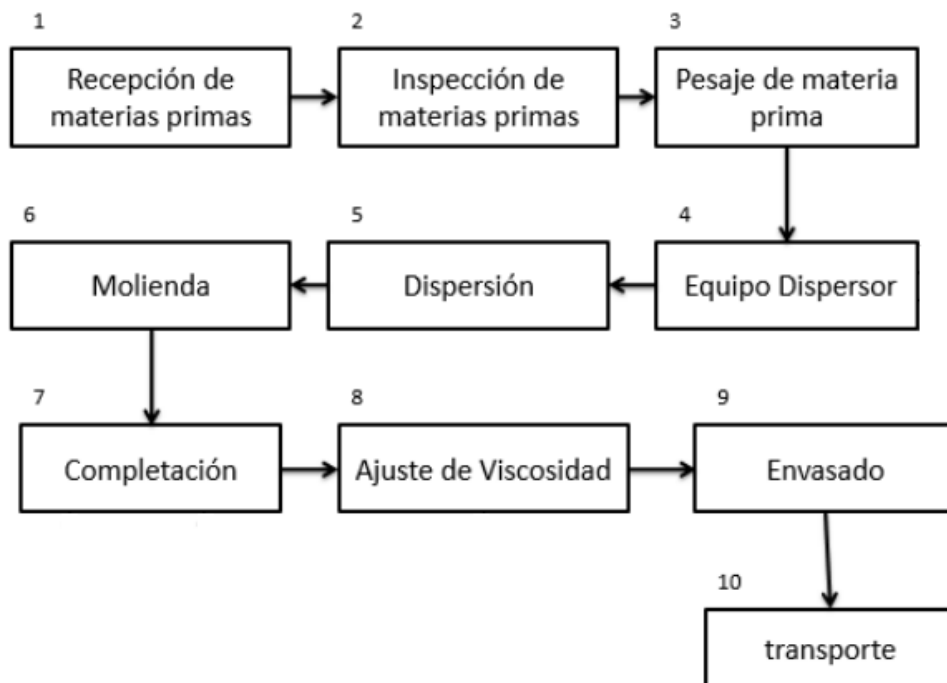 1
Recepción de
materias primas
2
Inspección de
materias primas
3
Pesaje de materia
prima
4
Equipo Dispersor
5
Dispersión
6
Molienda
7
Completación
8
Ajuste de Viscosidad
9
Envasado
10
transporte